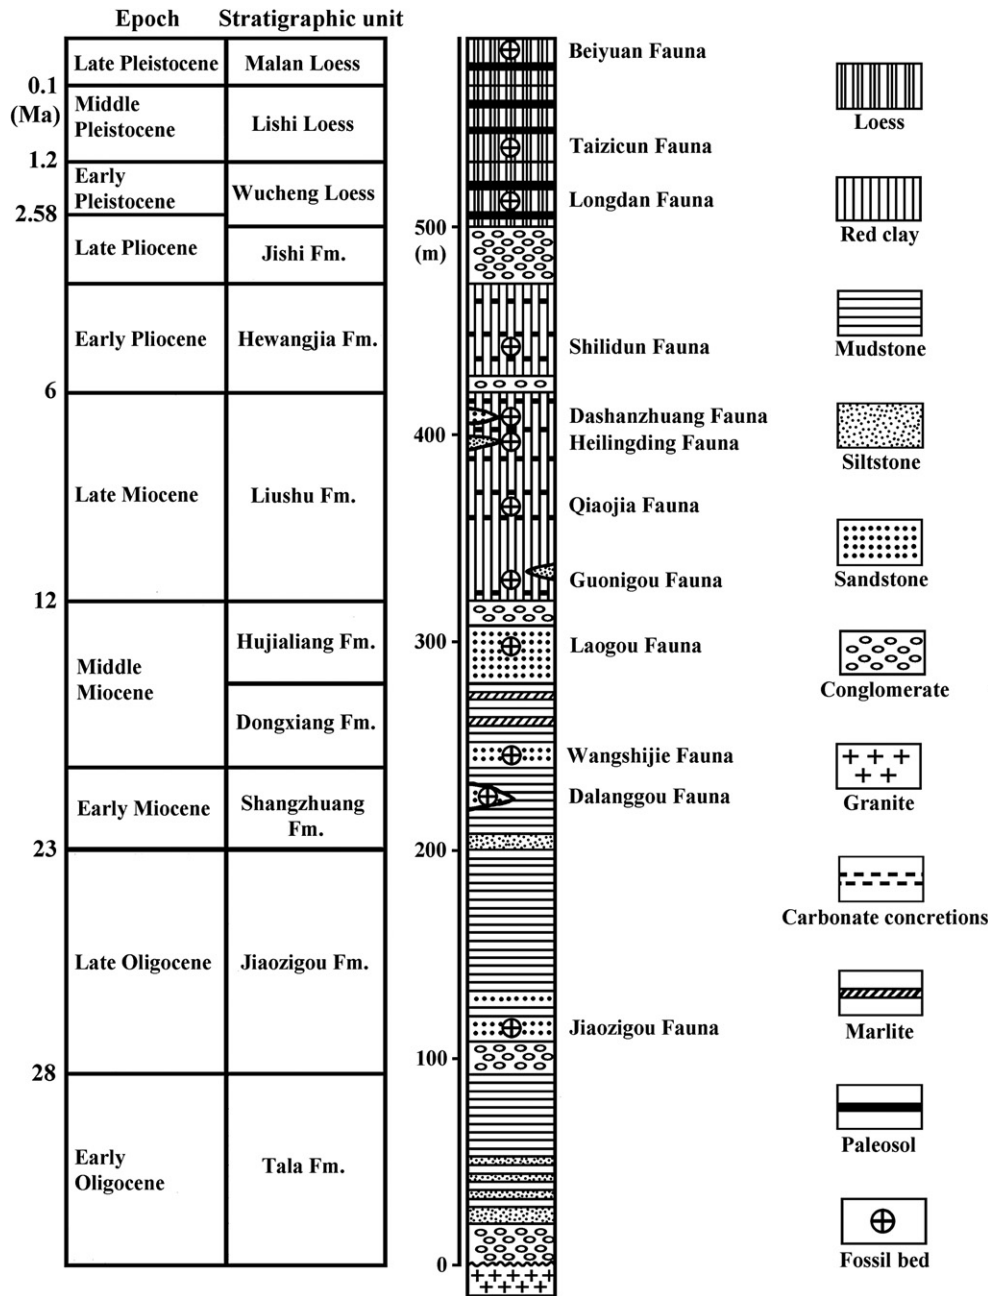 Epoch
Stratigraphic unit
Late Pleistocene
Malan Loess
0.1
(Ma)
Middle
Pleistocene
Lishi Loess
1.2
Early
Pleistocene
Wucheng Loess
2.58
Late Pliocene
Jishi Fm.
Early Pliocene
Hewangjia Fm.
6
Late Miocene
Liushu Fm.
12
Middle
Miocene
Hujialiang Fm.
Dongxiang Fm.
Early Miocene
Shangzhuang
Fm.
23
Late Oligocene
Jiaozigou Fm.
28
Early
Oligocene
Tala Fm.
500
(m)
400
300
200
100
0
Beiyuan Fauna
Taizicun Fauna
Longdan Fauna
Shilidun Fauna
Dashanzhuang Fauna
Heilingding Fauna
Qiaojia Fauna
Guonigou Fauna
Laogou Fauna
Wangshijie Fauna
Dalanggou Fauna
Jiaozigou Fauna
Loess
Red clay
Mudstone
Siltstone
Sandstone
Conglomerate
Granite
Carbonate concretions
Marlite
Paleosol
Fossil bed